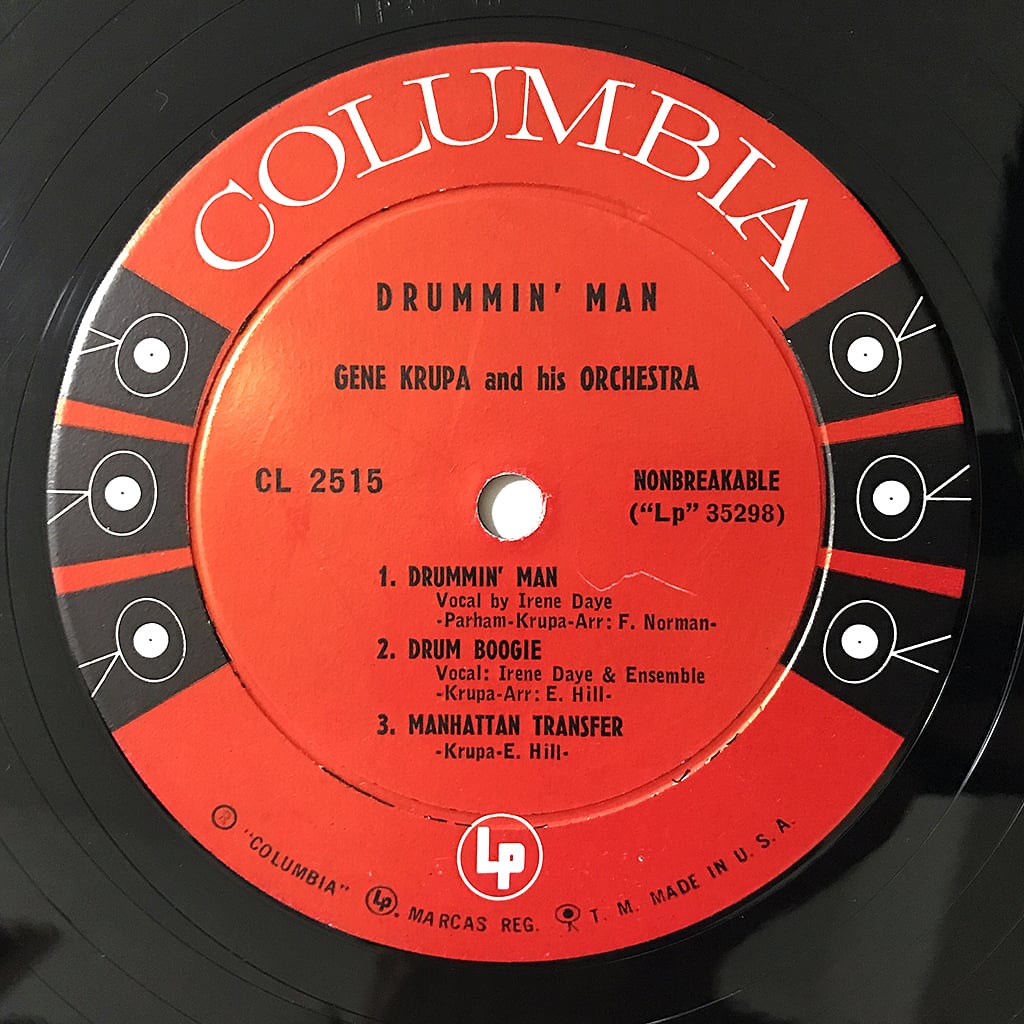 COLUMBIA
DRUMMIN' MAN
GENE KRUPA and his ORCHESTRA
CL 2515
NONBREAKABLE
("Lp" 35298)
1. DRUMMIN' MAN
Vocal by Irene Daye
-Parham-Krupa-Arr: F. Norman-
2. DRUM BOOGIE
Vocal: Irene Daye & Ensemble
-Krupa-Arr: E. Hill-
3. MANHATTAN TRANSFER
-Krupa-E. Hill-
Lp
® "COLUMBIA" Lp. MARCAS REG. T. M. MADE IN U. S. A.